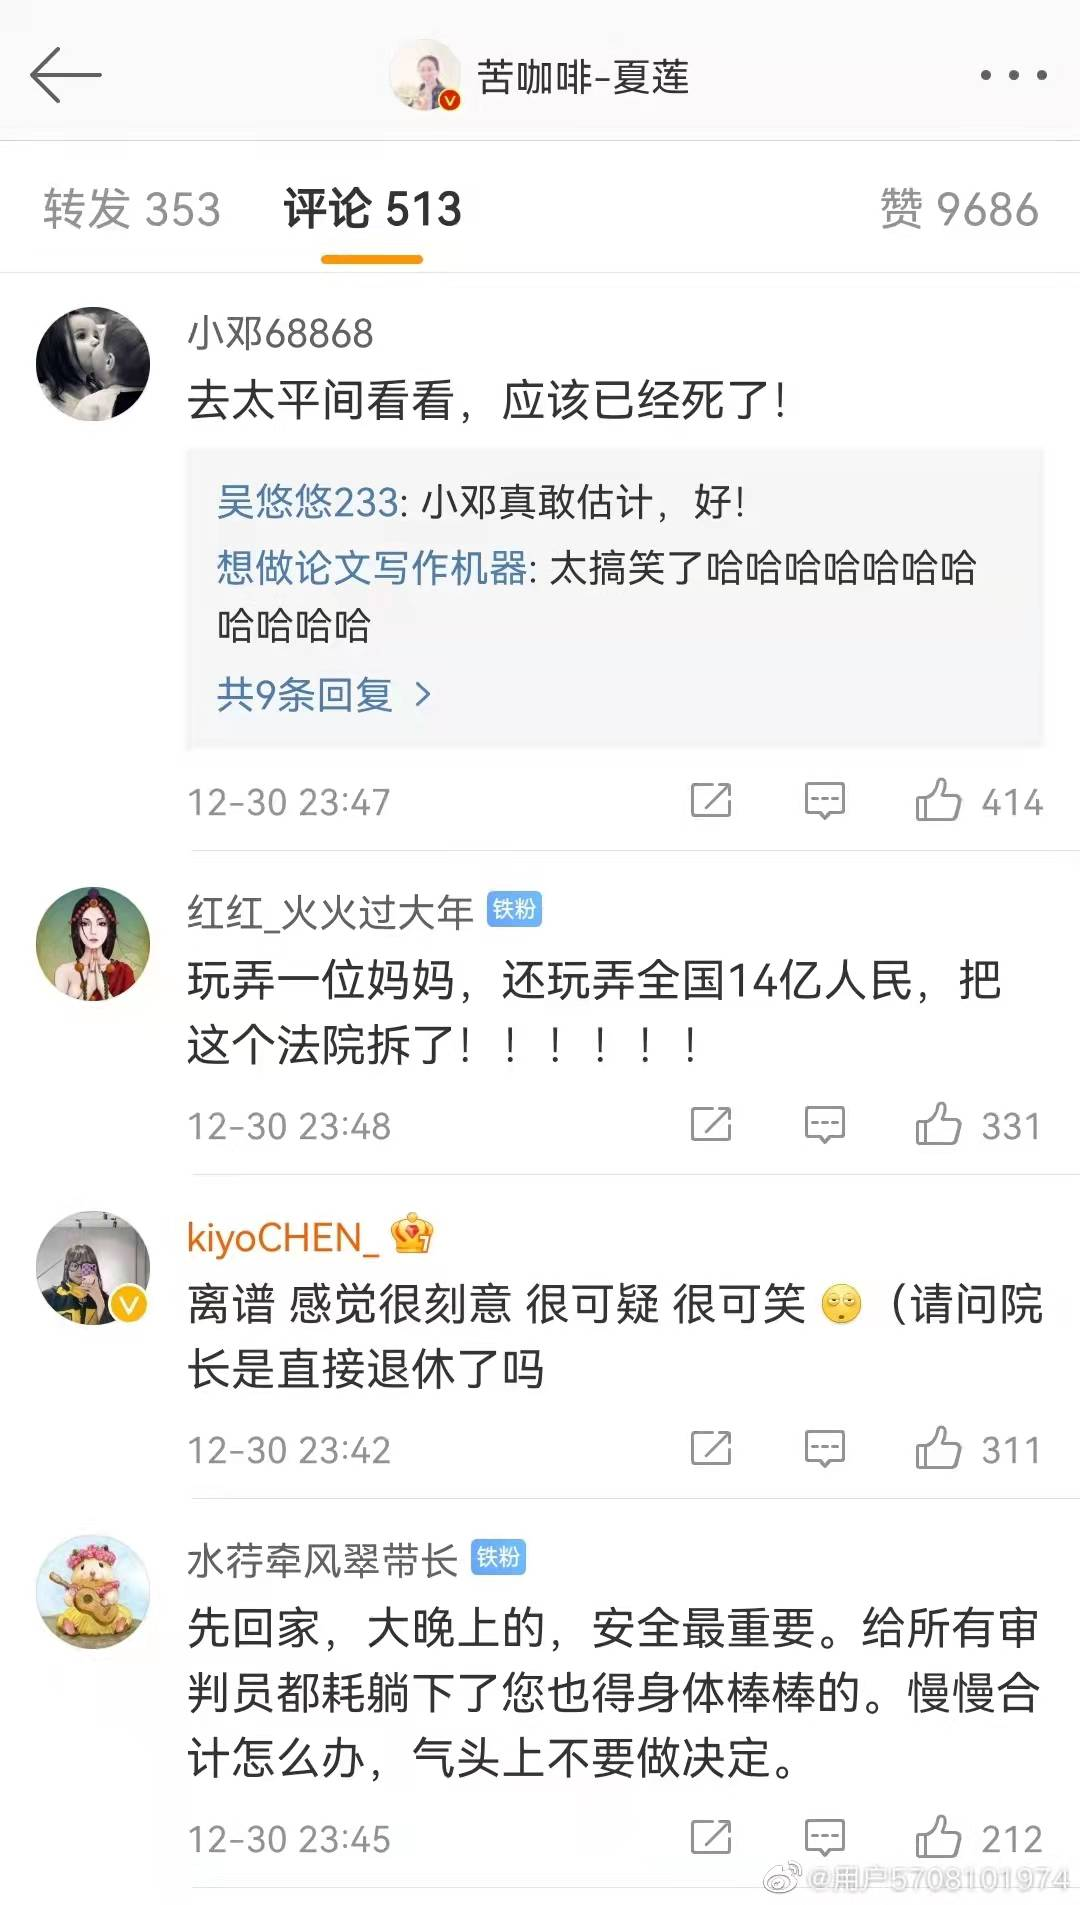 苦咖啡-夏莲
转发 353 评论 513 赞 9686
小邓68868
去太平间看看，应该已经死了！
吴悠悠233: 小邓真敢估计，好！
想做论文写作机器: 太搞笑了哈哈哈哈哈哈哈
哈哈哈哈
共9条回复 >
12-30 23:47 414
红红_火火过大年 铁粉
玩弄一位妈妈，还玩弄全国14亿人民，把
这个法院拆了！！！！！！
12-30 23:48 331
kiyoCHEN_
离谱 感觉很刻意 很可疑 很可笑（请问院
长是直接退休了吗
12-30 23:42 311
水荇牵风翠带长 铁粉
先回家，大晚上的，安全最重要。给所有审
判员都耗躺下了您也得身体棒棒的。慢慢合
计怎么办，气头上不要做决定。
12-30 23:45 212
@用户5708101974